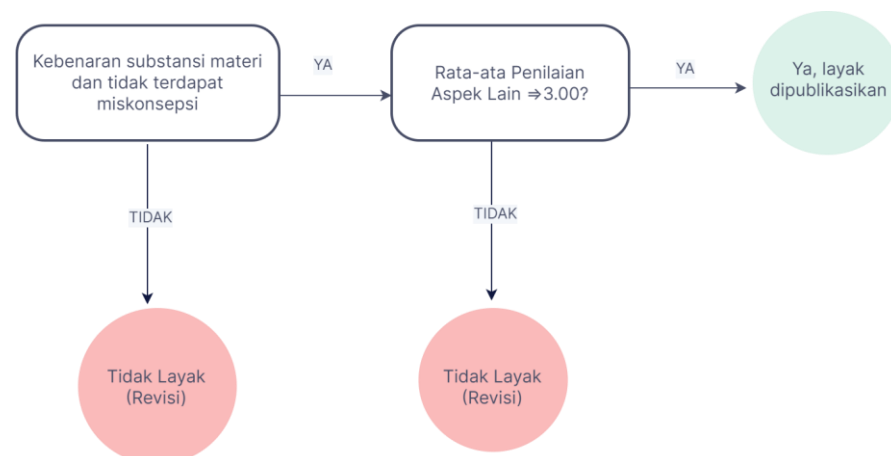 Kebenaran substansi materi
dan tidak terdapat
miskonsepsi
YA
Rata-ata Penilaian
Aspek Lain ⇒3.00?
YA
Ya, layak
dipublikasikan
TIDAK
TIDAK
Tidak Layak
(Revisi)
Tidak Layak
(Revisi)